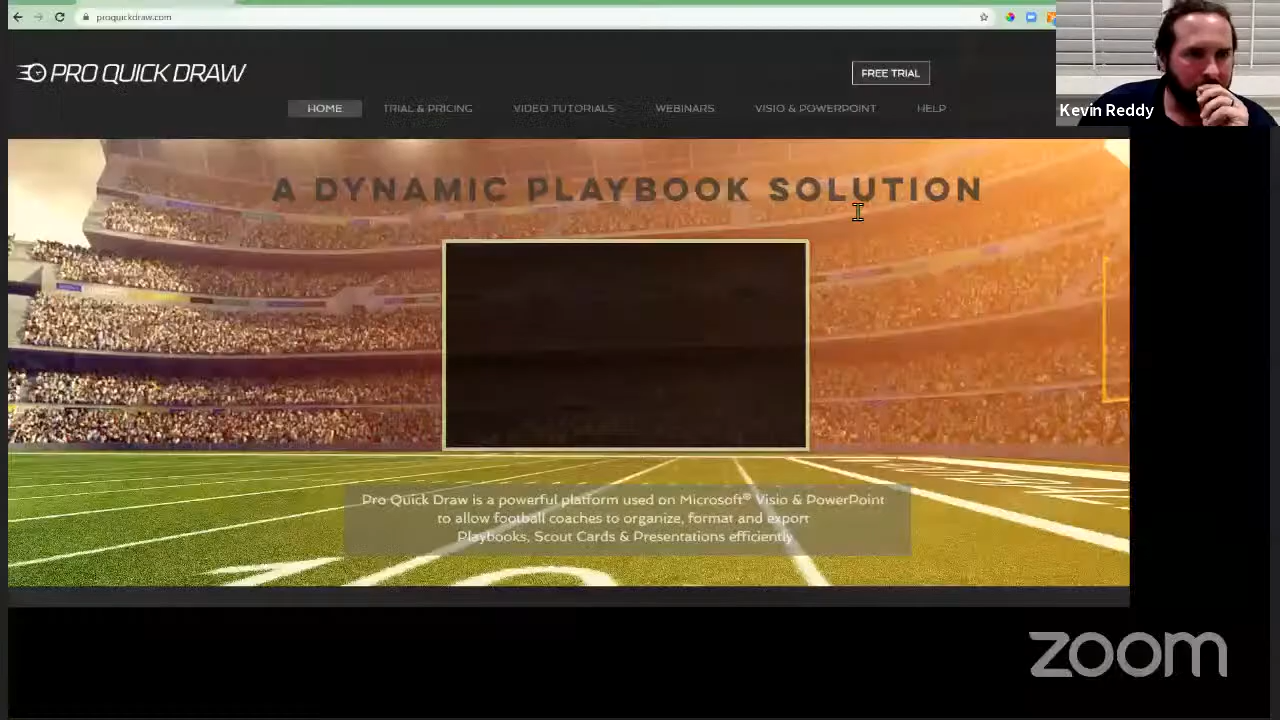 proquickdraw.com
PRO QUICK DRAW
FREE TRIAL
HOME TRIAL & PRICING VIDEO TUTORIALS WEBINARS VISIO & POWERPOINT HELP
Kevin Reddy
A DYNAMIC PLAYBOOK SOLUTION
Pro Quick Draw is a powerful platform used on Microsoft® Visio & PowerPoint
to allow football coaches to organize, format and export
Playbooks, Scout Cards & Presentations efficiently
zoom